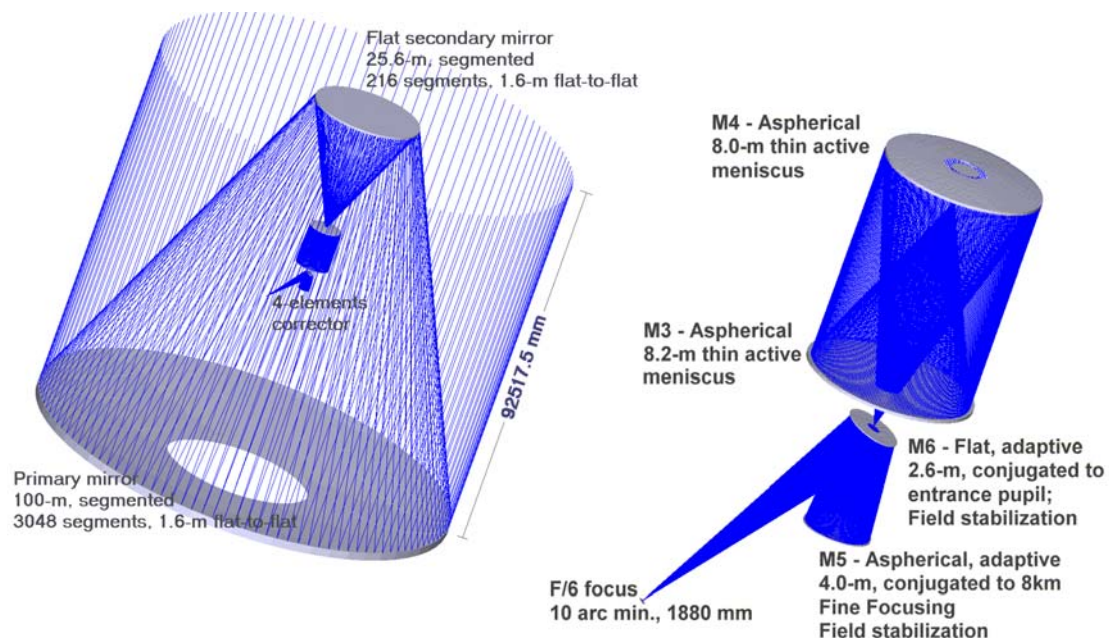 Flat secondary mirror
25.6-m, segmented
216 segments, 1.6-m flat-to-flat
4-elements
corrector
92517.5 mm
Primary mirror
100-m, segmented
3048 segments, 1.6-m flat-to-flat
M4 - Aspherical
8.0-m thin active
meniscus
M3 - Aspherical
8.2-m thin active
meniscus
M6 - Flat, adaptive
2.6-m, conjugated to
entrance pupil;
Field stabilization
F/6 focus
10 arc min., 1880 mm
M5 - Aspherical, adaptive
4.0-m, conjugated to 8km
Fine Focusing
Field stabilization